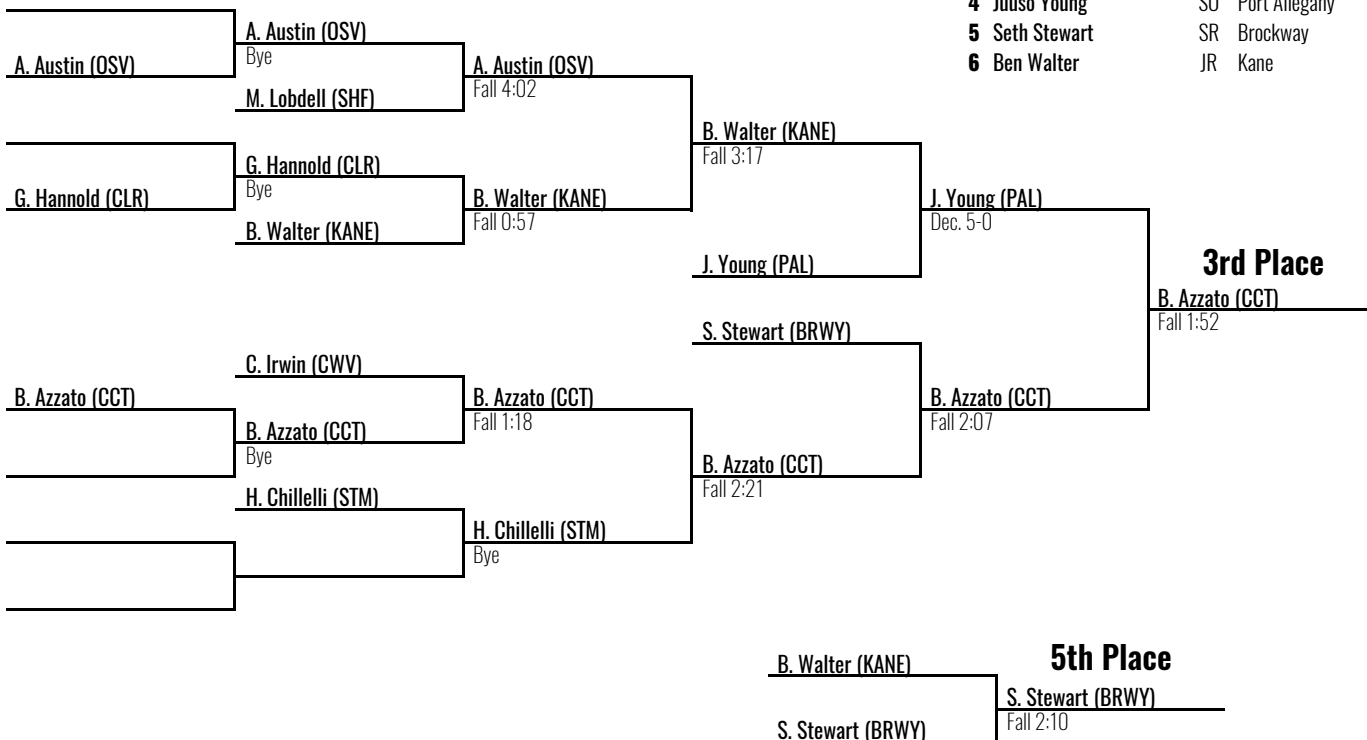 4 Juuso Young SO Port Allegany
5 Seth Stewart SR Brockway
6 Ben Walter JR Kane
A. Austin (OSV)
A. Austin (OSV)
Bye
M. Lobdell (SHF)
A. Austin (OSV)
Fall 4:02
G. Hannold (CLR)
G. Hannold (CLR)
Bye
B. Walter (KANE)
B. Walter (KANE)
Fall 0:57
B. Walter (KANE)
Fall 3:17
J. Young (PAL)
J. Young (PAL)
Dec. 5-0
3rd Place
B. Azzato (CCT)
Fall 1:52
S. Stewart (BRWY)
B. Azzato (CCT)
Fall 2:07
C. Irwin (CWV)
B. Azzato (CCT)
B. Azzato (CCT)
Bye
B. Azzato (CCT)
Fall 1:18
B. Azzato (CCT)
Fall 2:21
H. Chillelli (STM)
H. Chillelli (STM)
Bye
5th Place
B. Walter (KANE)
S. Stewart (BRWY)
S. Stewart (BRWY)
Fall 2:10